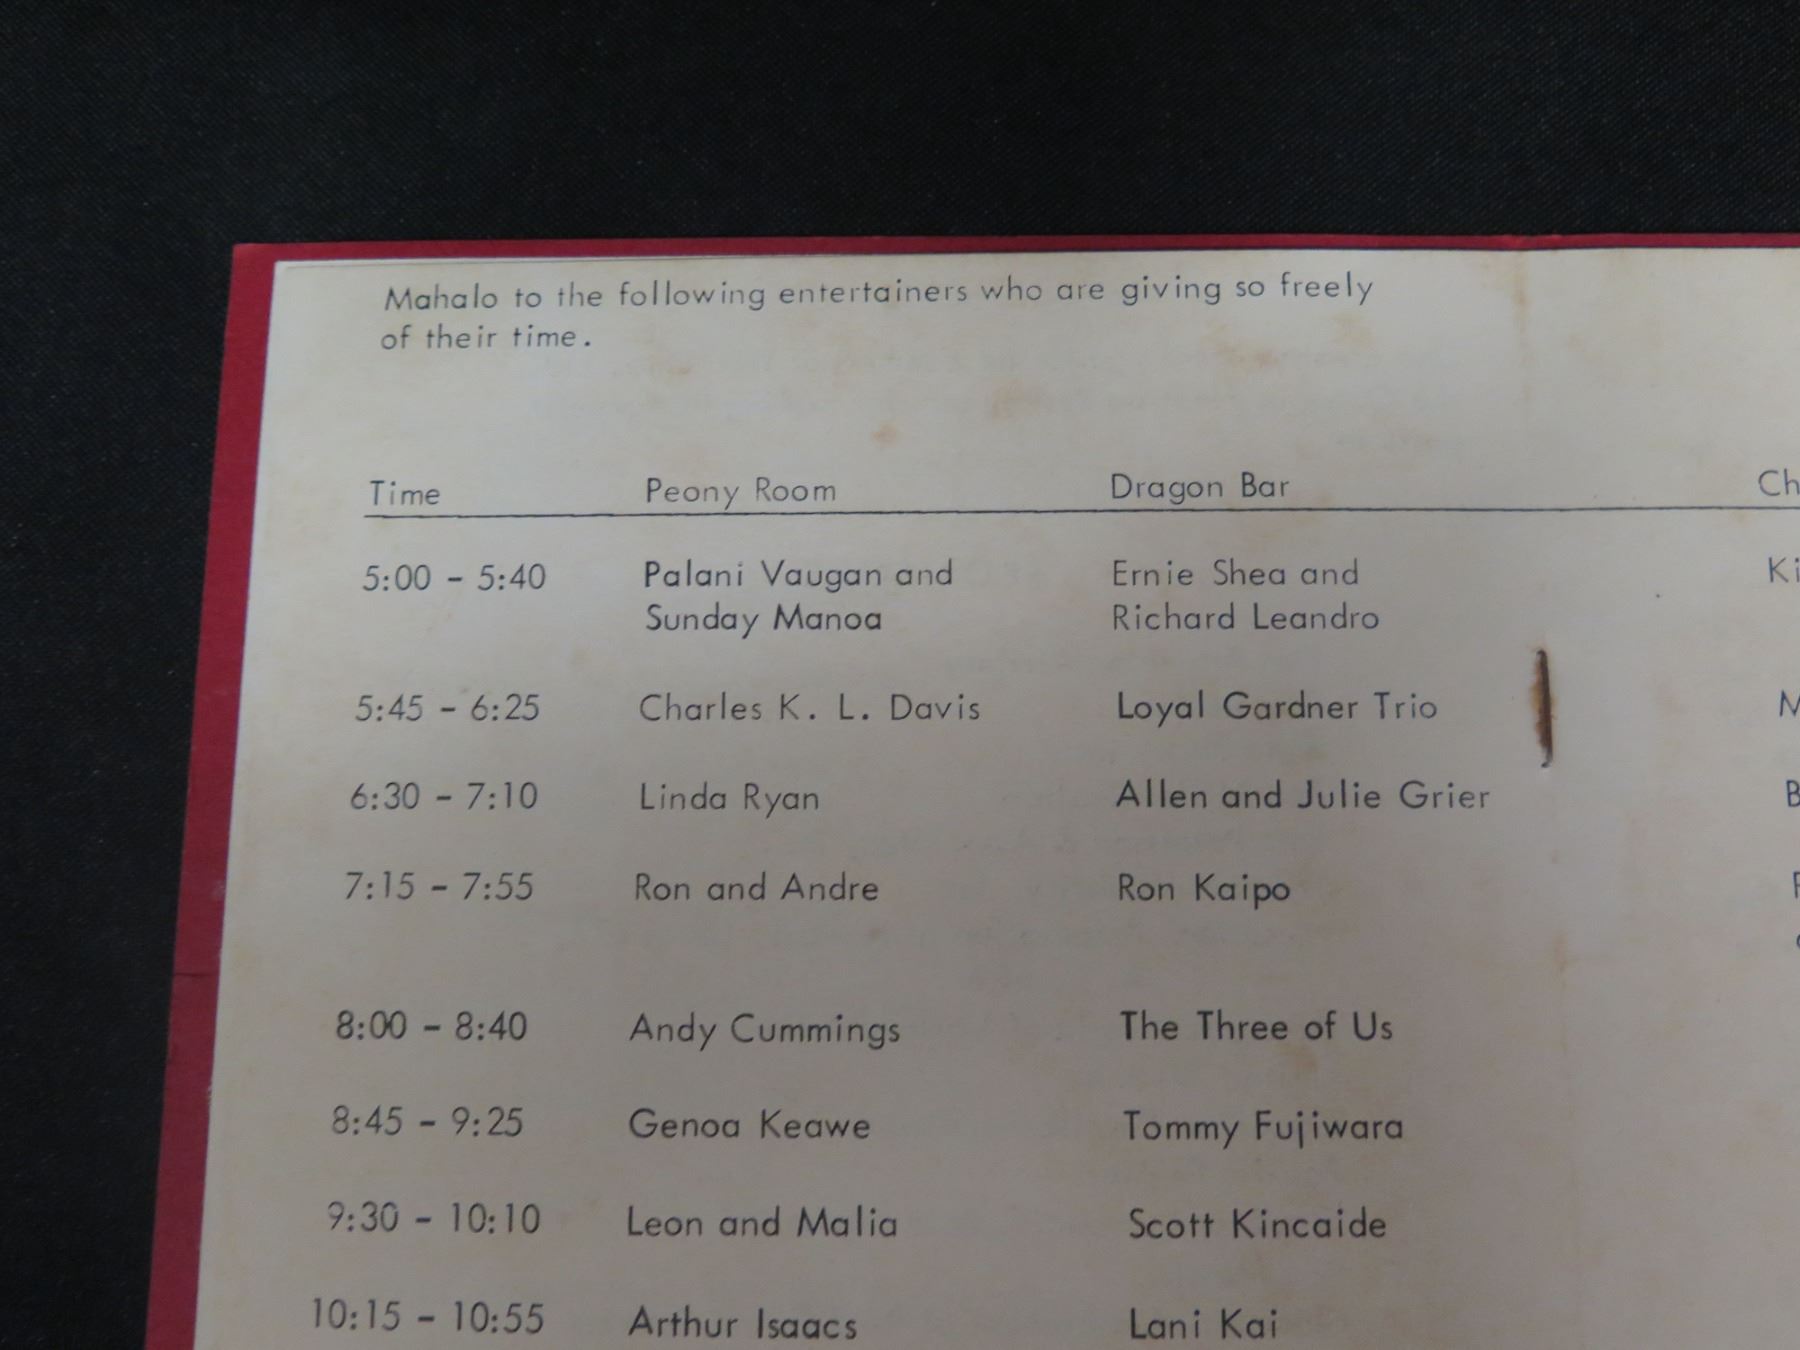 Mahalo to the following entertainers who are giving so freely
of their time.
Time Peony Room Dragon Bar
5:00 - 5:40 Palani Vaugan and Ernie Shea and
Sunday Manoa Richard Leandro
5:45 - 6:25 Charles K. L. Davis Loyal Gardner Trio
6:30 - 7:10 Linda Ryan Allen and Julie Grier
7:15 - 7:55 Ron and Andre Ron Kaipo
8:00 - 8:40 Andy Cummings The Three of Us
8:45 - 9:25 Genoa Keawe Tommy Fujiwara
9:30 - 10:10 Leon and Malia Scott Kincaide
10:15 - 10:55 Arthur Isaacs Lani Kai